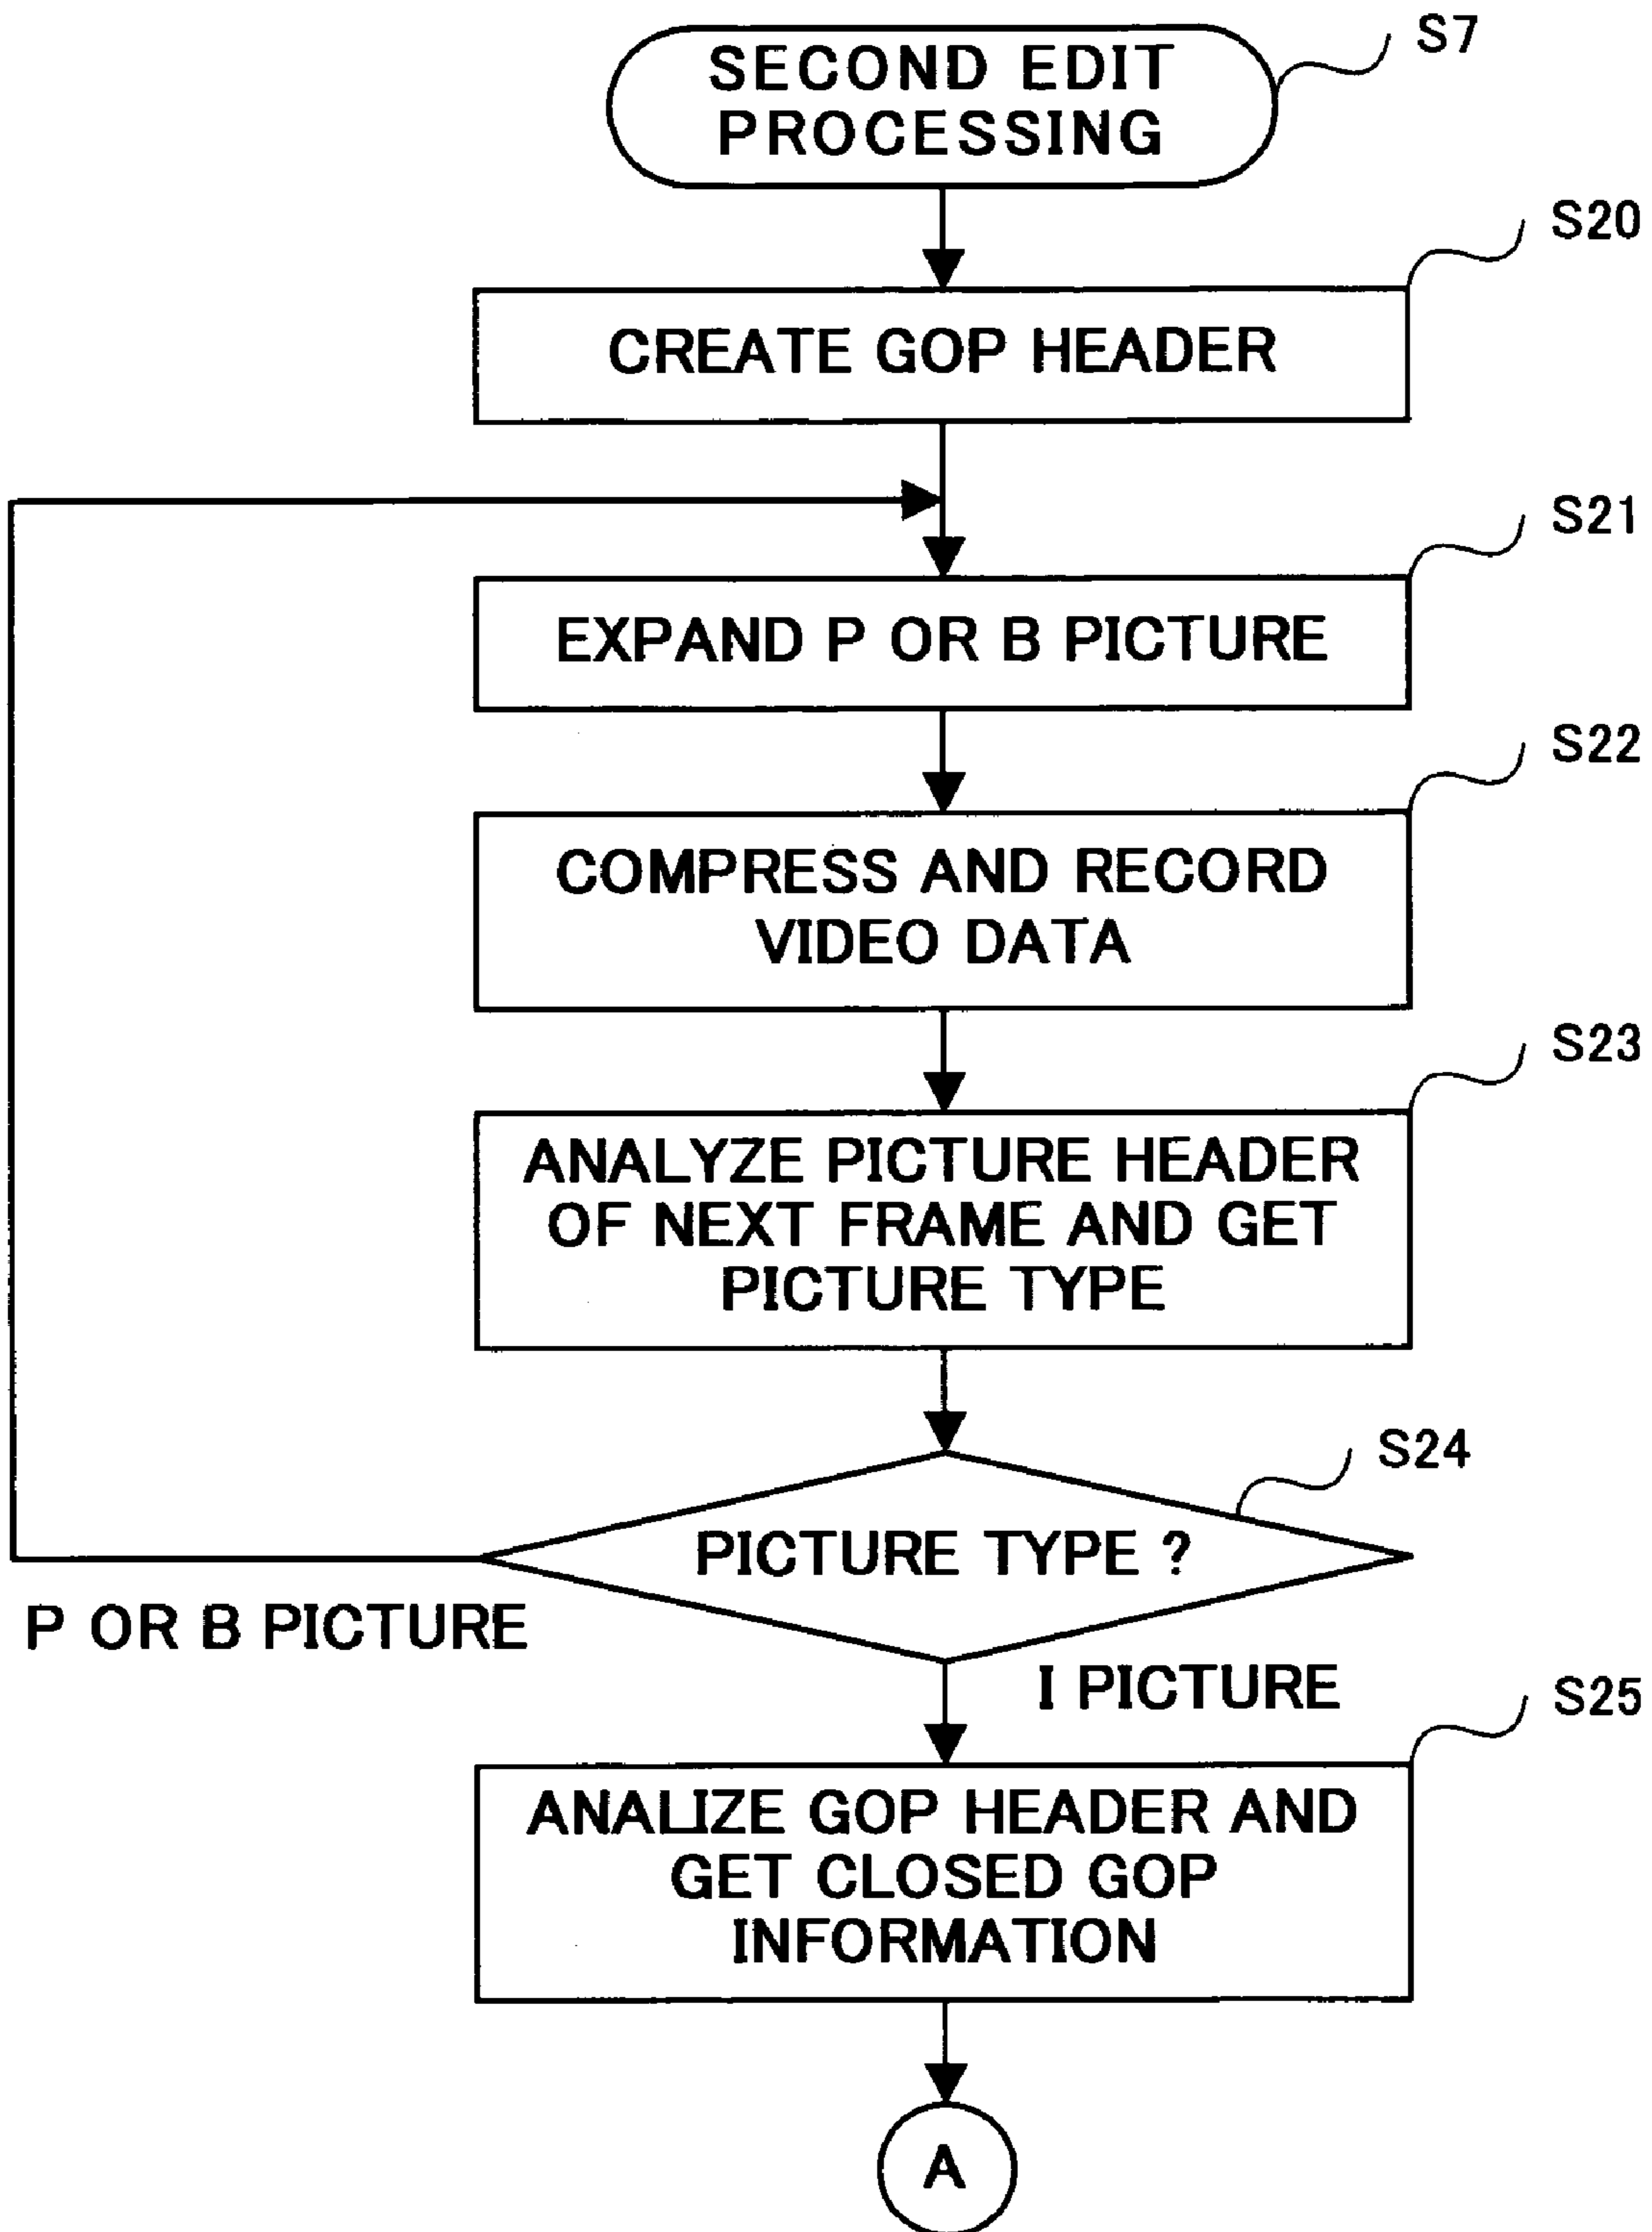 S7
SECOND EDIT
PROCESSING
S20
CREATE GOP HEADER
S21
EXPAND P OR B PICTURE
S22
COMPRESS AND RECORD
VIDEO DATA
S23
ANALYZE PICTURE HEADER
OF NEXT FRAME AND GET
PICTURE TYPE
S24
PICTURE TYPE ?
P OR B PICTURE
I PICTURE
S25
ANALIZE GOP HEADER AND
GET CLOSED GOP
INFORMATION
A